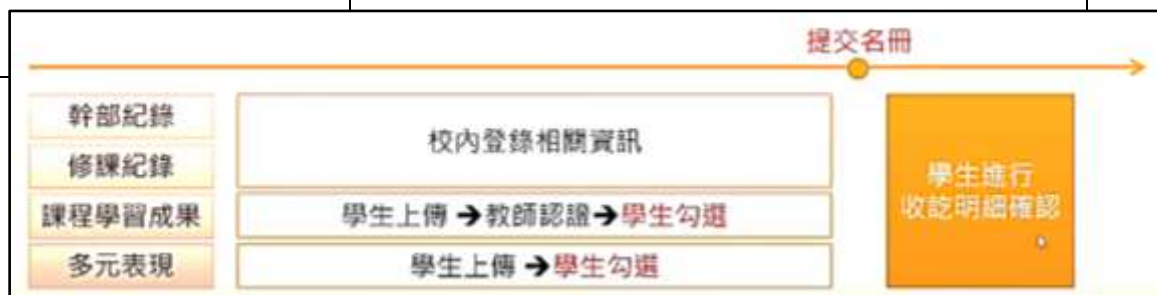 提交名冊
幹部紀錄
修課紀錄
校內登錄相關資訊
課程學習成果
學生上傳➔教師認證➔學生勾選
多元表現
學生上傳➔學生勾選
學生進行
收訖明細確認